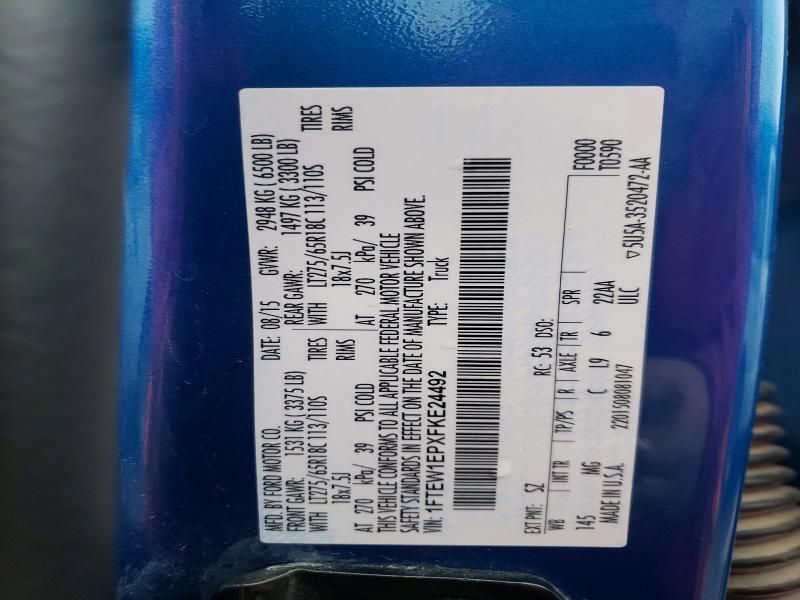 MFD. BY FORD MOTOR CO. DATE: 08/15 GVWR: 2948 KG ( 6500 LB)
FRONT GAWR: 1531 KG ( 3375 LB) REAR GAWR: 1497 KG ( 3300 LB)
WITH LT275/65R18C 113/110S TIRES WITH LT275/65R18C 113/110S TIRES
18x7.5J RIMS 18x7.5J RIMS
AT 270 kPa/ 39 PSI COLD AT 270 kPa/ 39 PSI COLD
THIS VEHICLE CONFORMS TO ALL APPLICABLE FEDERAL MOTOR VEHICLE
SAFETY STANDARDS IN EFFECT ON THE DATE OF MANUFACTURE SHOWN ABOVE.
VIN: 1FTEW1EPXFKE24492 TYPE: Truck
EXT PNT: SZ RC: 53 DSO: F0000
WB INT TR TP/PS R AXLE TR SPR T0590
145 MG C L9 6 22AA
MADE IN U.S.A. 220150808​1047 ULC ▽5U5A-3520472-AA